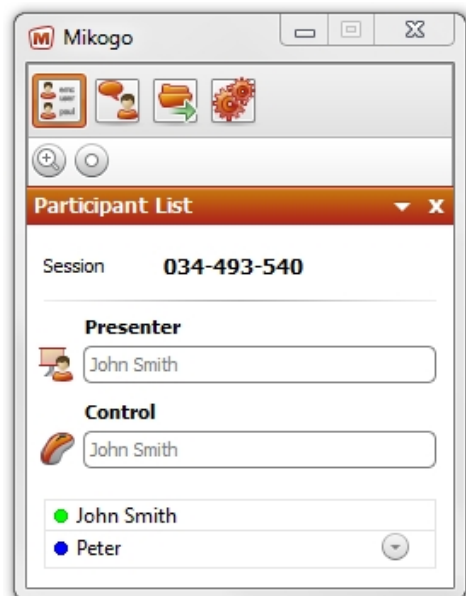 Mikogo
Participant List
Session 034-493-540
Presenter
John Smith
Control
John Smith
John Smith
Peter